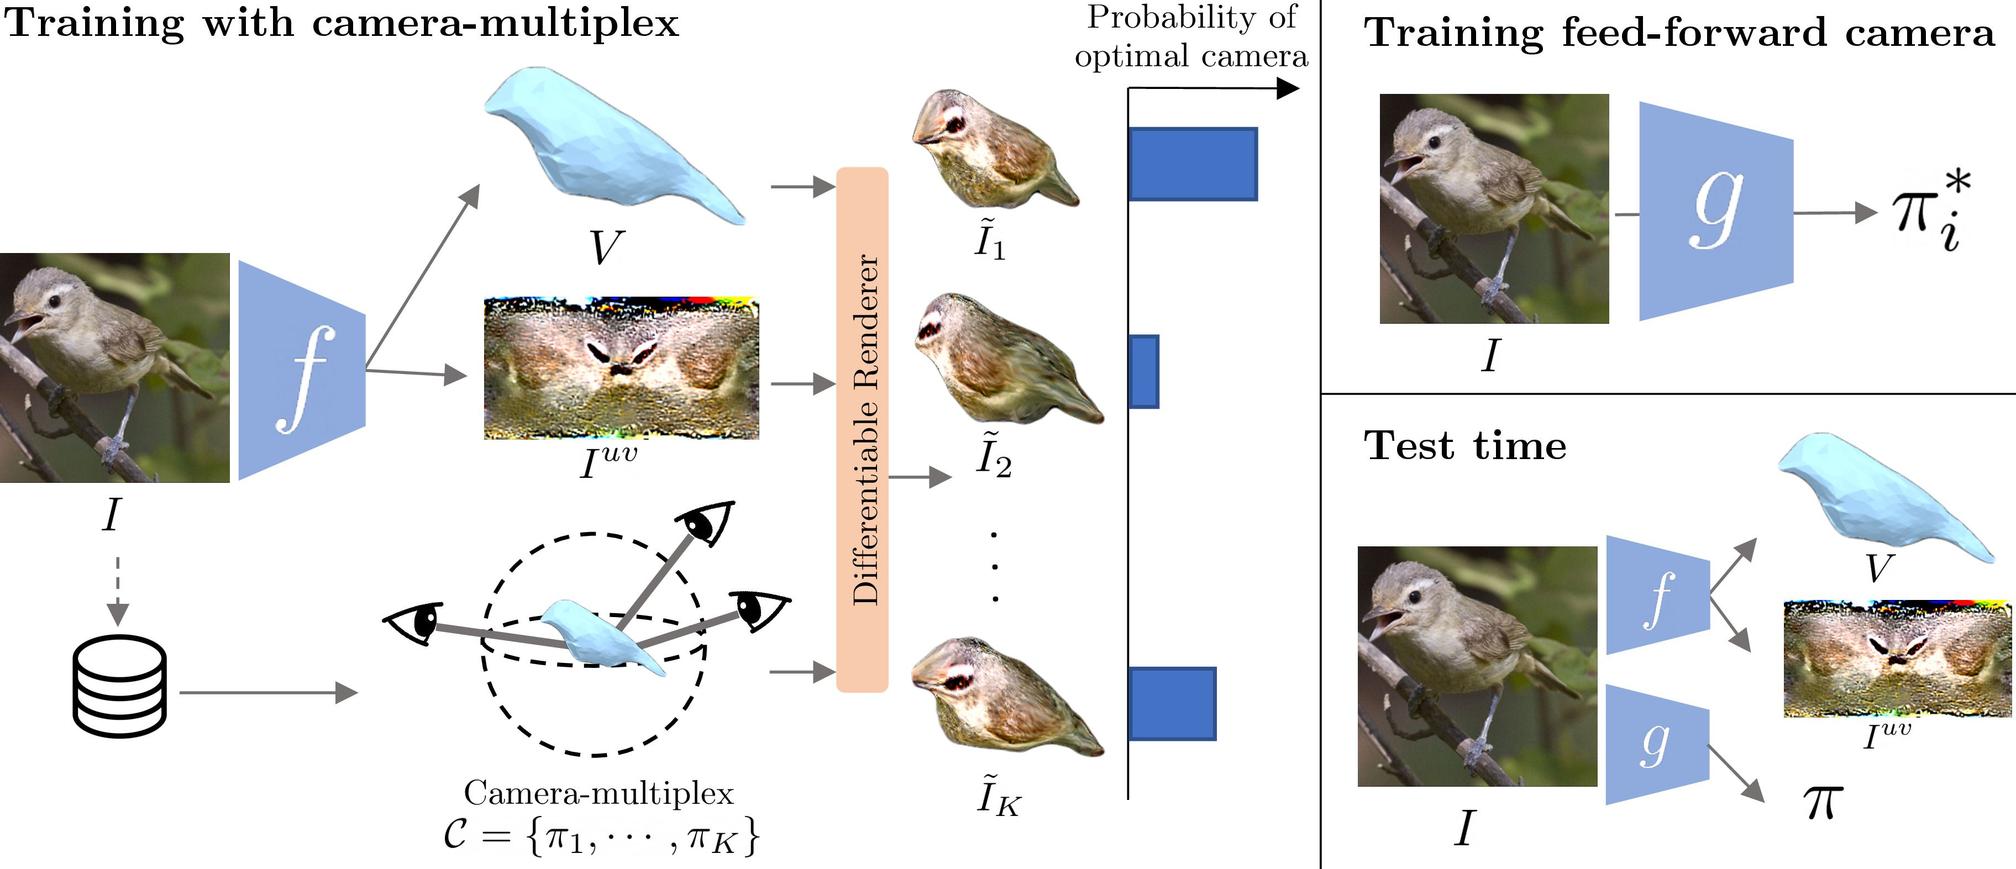 Training with camera-multiplex
Probability of
optimal camera
f
V
I^{uv}
I
Differentiable Renderer
\tilde{I}_1
\tilde{I}_2
\tilde{I}_K
Camera-multiplex
\mathcal{C} = \{\pi_1, \cdots, \pi_K\}
Training feed-forward camera
g
\pi_i^*
I
Test time
f
V
I^{uv}
g
\pi
I